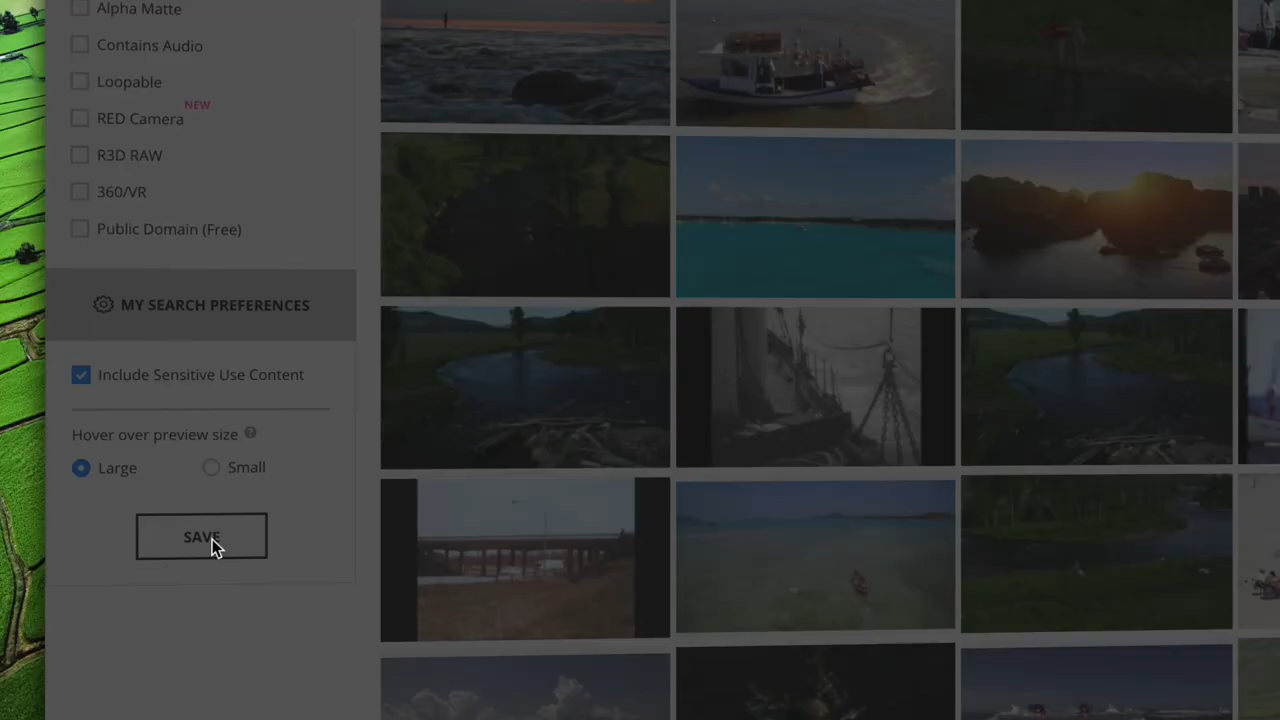 Alpha Matte
Contains Audio
Loopable
NEW
RED Camera
R3D RAW
360/VR
Public Domain (Free)
MY SEARCH PREFERENCES
Include Sensitive Use Content
Hover over preview size ?
Large Small
SAVE